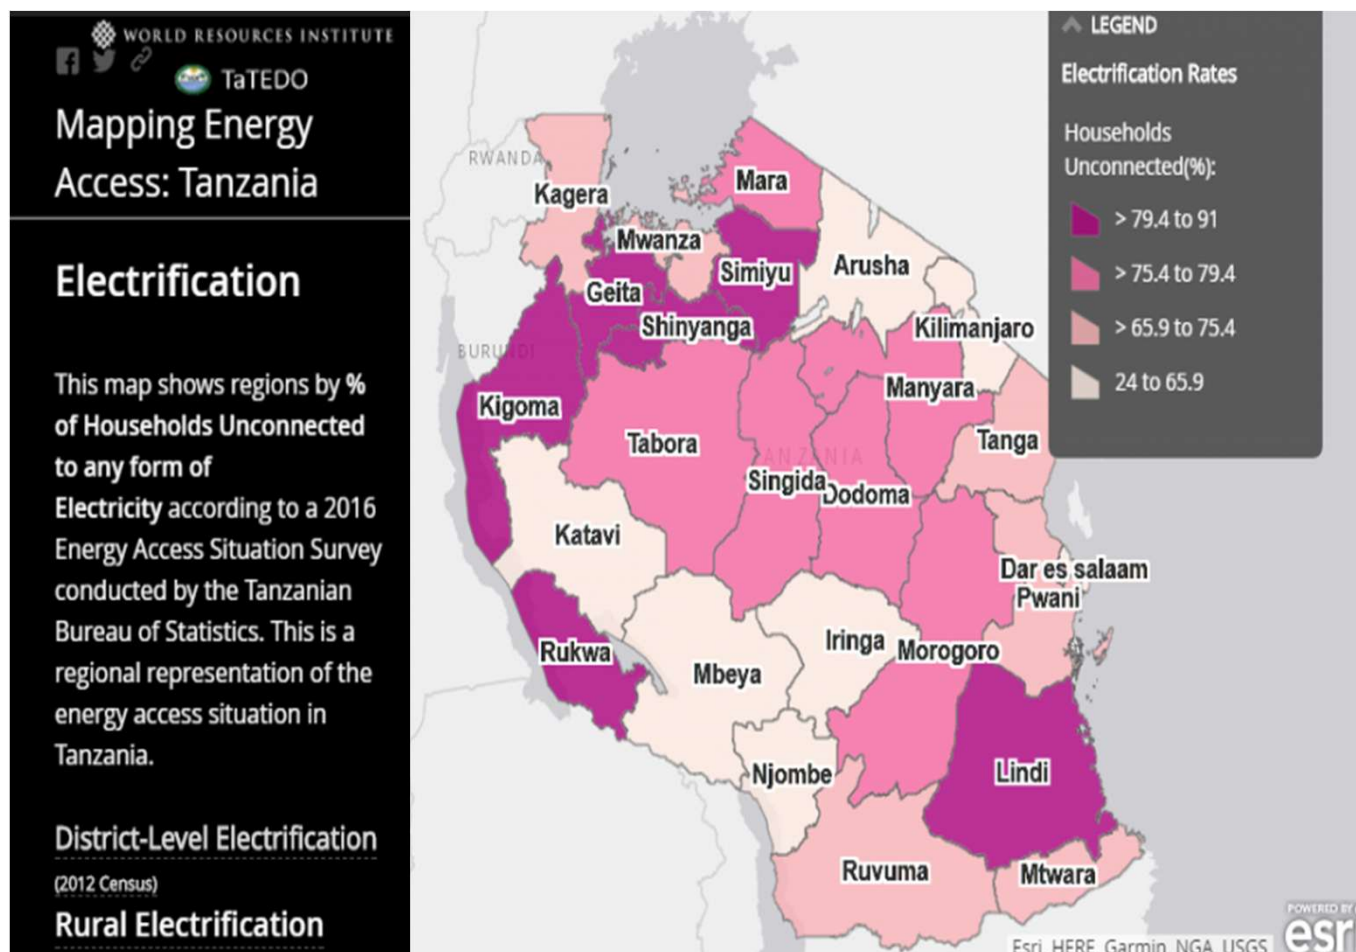 WORLD RESOURCES INSTITUTE
TaTEDO
Mapping Energy
Access: Tanzania
Electrification
This map shows regions by %
of Households Unconnected
to any form of
Electricity according to a 2016
Energy Access Situation Survey
conducted by the Tanzanian
Bureau of Statistics. This is a
regional representation of the
energy access situation in
Tanzania.
District-Level Electrification
(2012 Census)
Rural Electrification
LEGEND
Electrification Rates
Households
Unconnected(%):
> 79.4 to 91
> 75.4 to 79.4
> 65.9 to 75.4
24 to 65.9
RWANDA
Kagera
Mara
Mwanza
Simiyu
Arusha
Geita
Shinyanga
Kilimanjaro
BURUNDI
Kigoma
Manyara
Tabora
Tanga
TANZANIA
Singida
Dodoma
Katavi
Dar es salaam
Pwani
Rukwa
Iringa
Morogoro
Mbeya
Njombe
Lindi
Ruvuma
Mtwara
POWERED BY
esr
Esri, HERE, Garmin, NGA, USGS